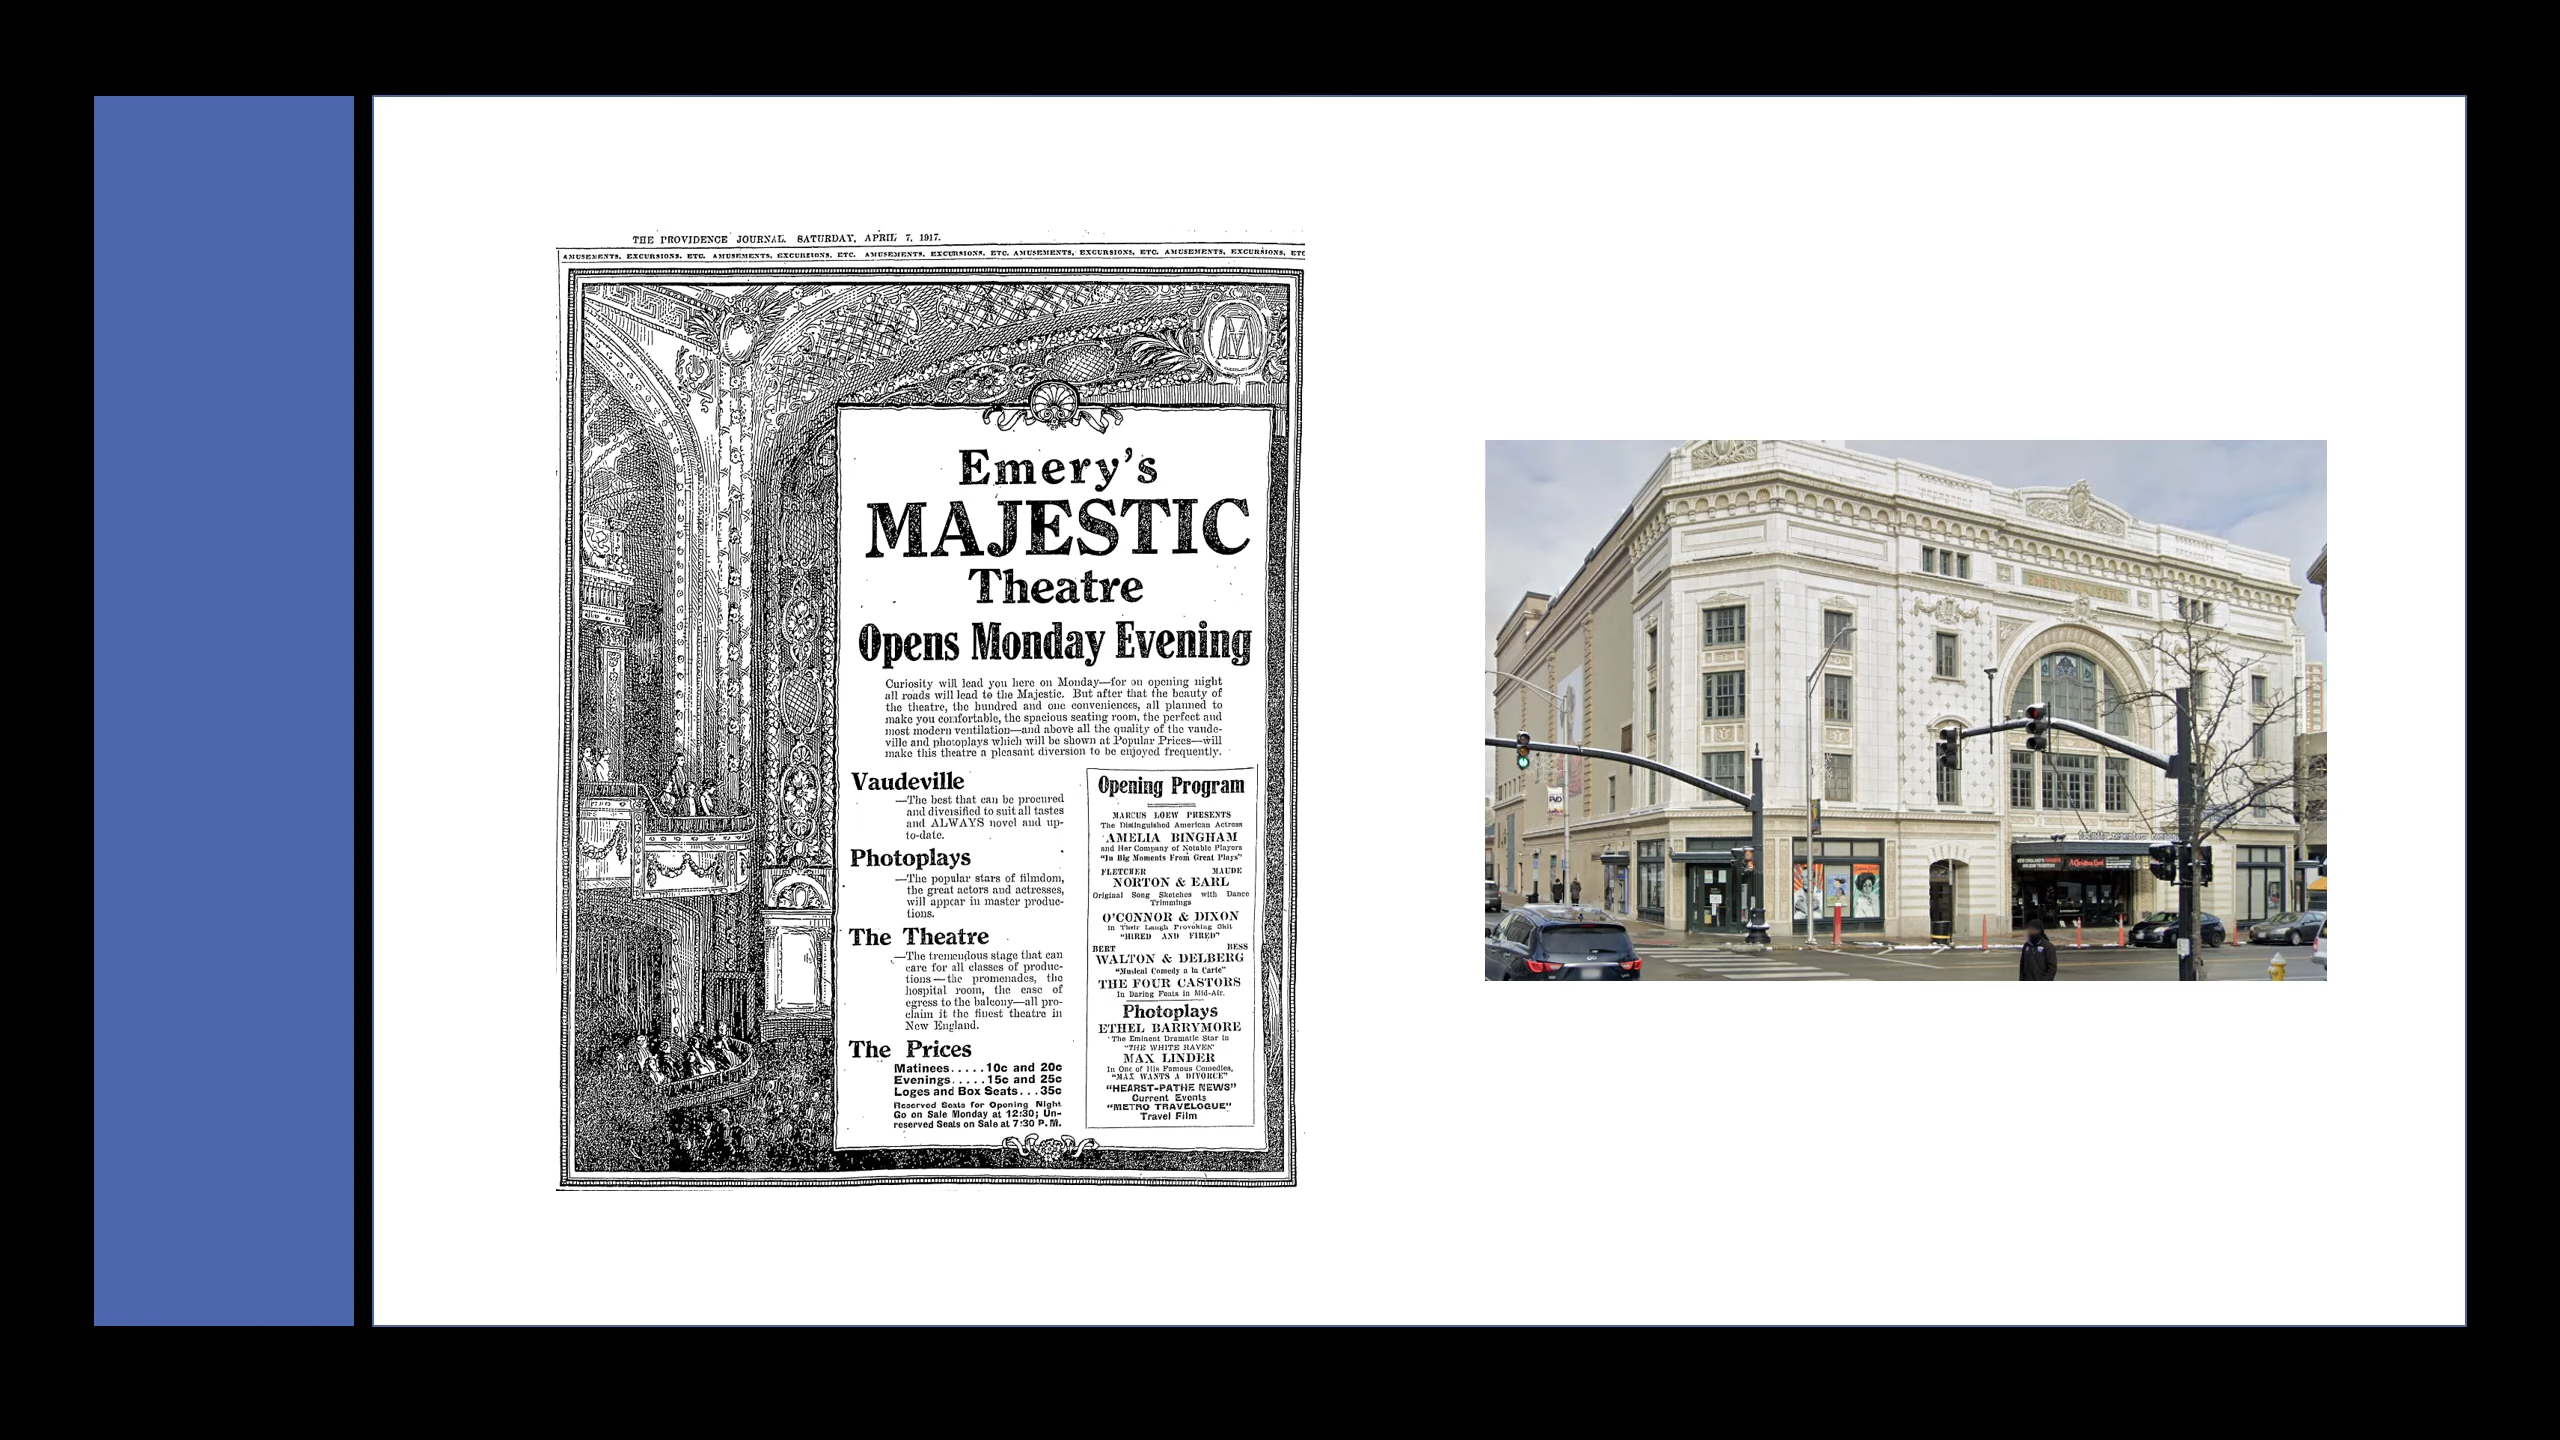 THE PROVIDENCE JOURNAL. SATURDAY, APRIL 7, 1917.
AMUSEMENTS, EXCURSIONS, ETC. AMUSEMENTS, EXCURSIONS, ETC. AMUSEMENTS, EXCURSIONS, ETC. AMUSEMENTS, EXCURSIONS, ETC. AMUSEMENTS, EXCURSIONS, ETC
M
Emery's
MAJESTIC
Theatre
Opens Monday Evening
Curiosity will lead you here on Monday—for on opening night
all roads will lead to the Majestic. But after that the beauty of
the theatre, the hundred and one conveniences, all planned to
make you comfortable, the spacious seating room, the perfect and
most modern ventilation—and above all the quality of the vaude-
ville and photoplays which will be shown at Popular Prices—will
make this theatre a pleasant diversion to be enjoyed frequently.
Vaudeville
—The best that can be procured
and diversified to suit all tastes
and ALWAYS novel and up-
to-date.
Photoplays
—The popular stars of filmdom,
the great actors and actresses,
will appear in master produc-
tions.
The Theatre
—The tremendous stage that can
care for all classes of produc-
tions—the promenades, the
hospital room, the ease of
egress to the balcony—all pro-
claim it the finest theatre in
New England.
The Prices
Matinees.....10c and 20c
Evenings.....15c and 25c
Loges and Box Seats...35c
Reserved Seats for Opening Night
Go on Sale Monday at 12:30; Un-
reserved Seats on Sale at 7:30 P.M.
Opening Program
MARCUS LOEW PRESENTS
The Distinguished American Actress
AMELIA BINGHAM
and Her Company of Notable Players
"In Big Moments From Great Plays"
FLETCHER MAUDE
NORTON & EARL
Original Song Sketches with Dance
Trimmings
O'CONNOR & DIXON
In Their Laugh Provoking Skit
"HIRED AND FIRED"
BERT BESS
WALTON & DELBERG
"Musical Comedy a la Carte"
THE FOUR CASTORS
In Daring Feats in Mid-Air.
Photoplays
ETHEL BARRYMORE
The Eminent Dramatic Star in
"THE WHITE RAVEN"
MAX LINDER
In One of His Famous Comedies,
"MAX WANTS A DIVORCE"
"HEARST-PATHE NEWS"
Current Events
"METRO TRAVELOGUE"
Travel Film
EMERY MAJESTIC
PVD
trinity repertory company
A Christmas Carol